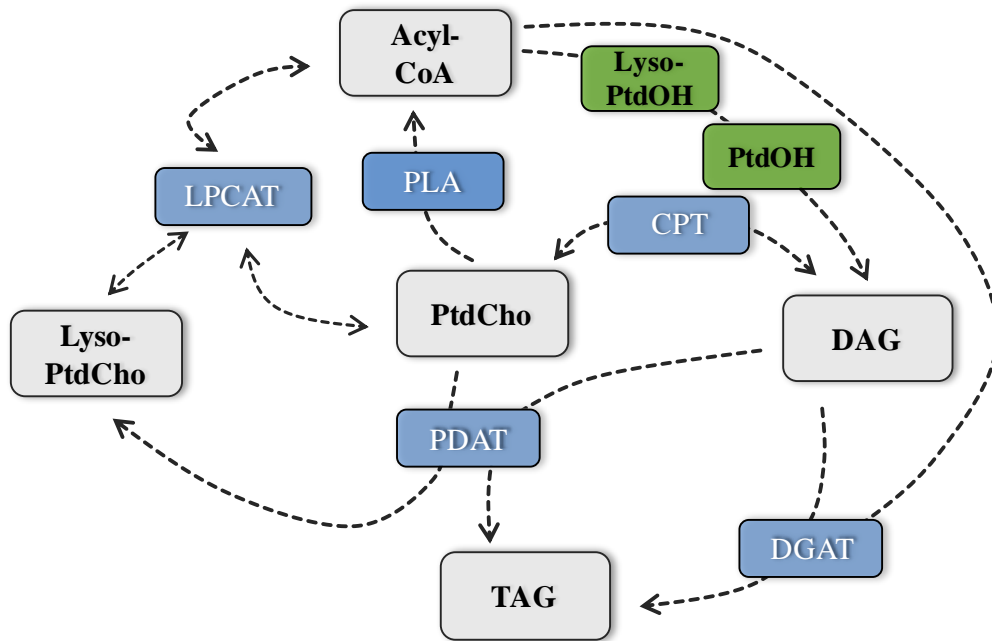 Acyl-
CoA
Lyso-
PtdOH
PtdOH
LPCAT
PLA
CPT
Lyso-
PtdCho
PtdCho
DAG
PDAT
DGAT
TAG